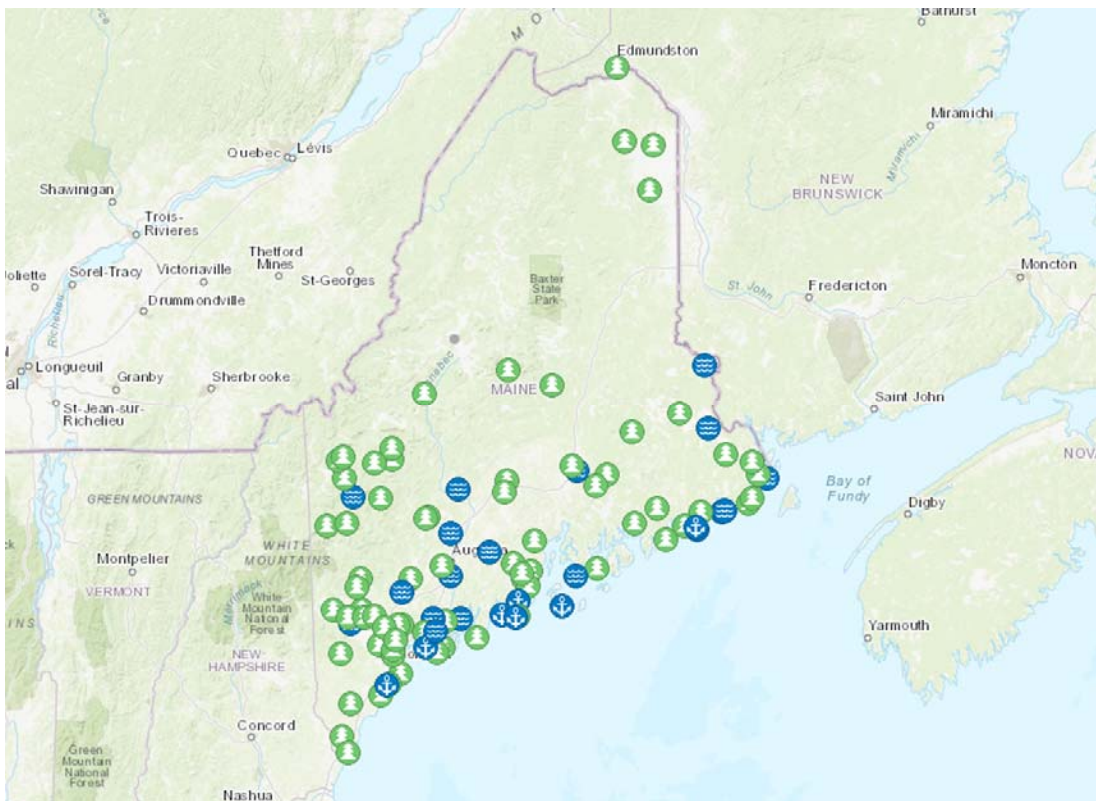 Bathurst
Edmundston
Miramichi
Miramichi
Quebec
Lévis
NEW
BRUNSWICK
Shawinigan
Trois-
Rivieres
Thetford
Mines
Moncton
Joliette
Sorel-Tracy
Victoriaville
St-Georges
Baxter
State
Park
St. John
Fredericton
Drummondville
Richelieu
Longueuil
Granby
Sherbrooke
MAINE
Saint John
St-Jean-sur-
Richelieu
NOVA
GREEN MOUNTAINS
Bay of
Fundy
Digby
Montpelier
WHITE
MOUNTAINS
VERMONT
Merrimack
White
Mountain
National
Forest
Yarmouth
NEW-
HAMPSHIRE
Concord
Green
Mountain
National
Forest
Nashua